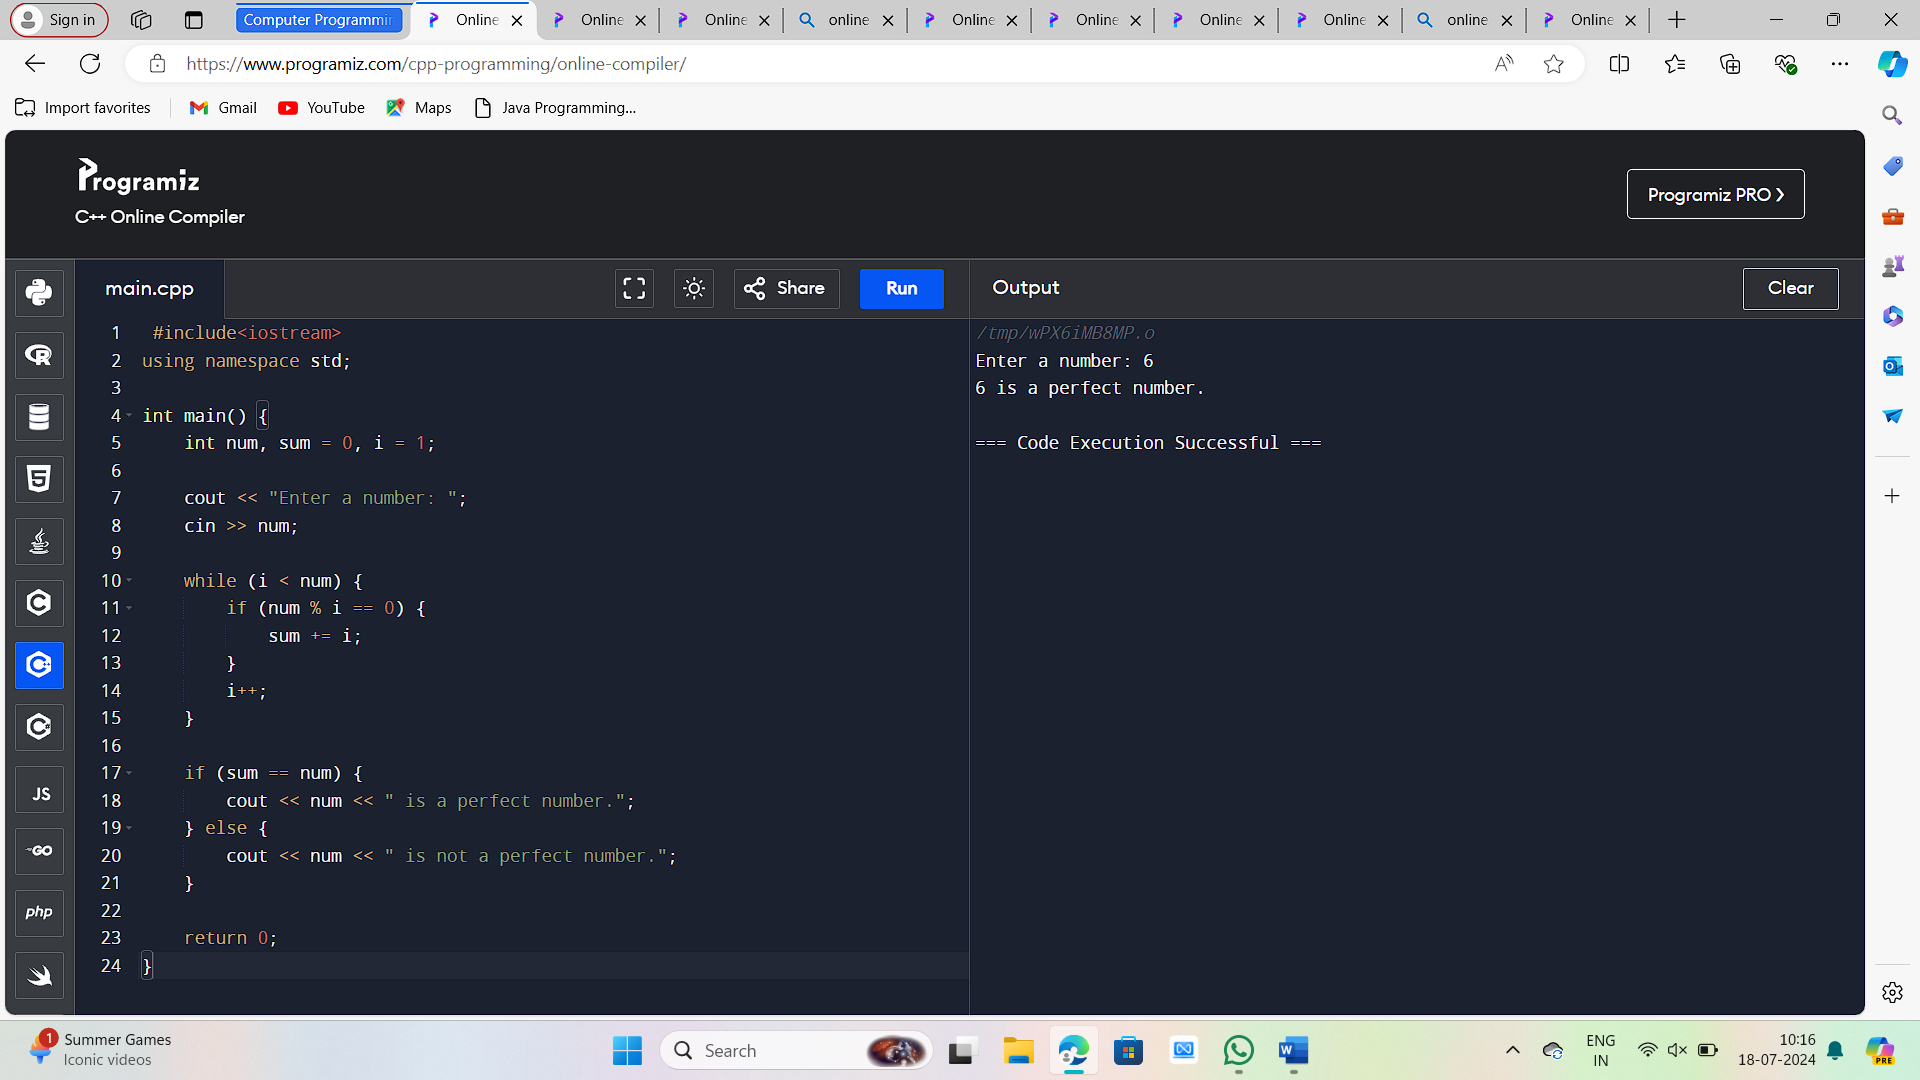 Sign in
Computer Programmin
Online
Online
Online
online
Online
Online
Online
Online
online
Online
https://www.programiz.com/cpp-programming/online-compiler/
Import favorites
Gmail
YouTube
Maps
Java Programming...
Programiz
C++ Online Compiler
Programiz PRO
main.cpp
Share
Run
Output
Clear
1 #include<iostream>
2 using namespace std;
3
4 int main() {
5 int num, sum = 0, i = 1;
6
7 cout << "Enter a number: ";
8 cin >> num;
9
10 while (i < num) {
11 if (num % i == 0) {
12 sum += i;
13 }
14 i++;
15 }
16
17 if (sum == num) {
18 cout << num << " is a perfect number.";
19 } else {
20 cout << num << " is not a perfect number.";
21 }
22
23 return 0;
24 }
/tmp/wPX6iMB8MP.o
Enter a number: 6
6 is a perfect number.
=== Code Execution Successful ===
JS
GO
php
1
Summer Games
Iconic videos
Search
ENG
IN
10:16
18-07-2024
PRE